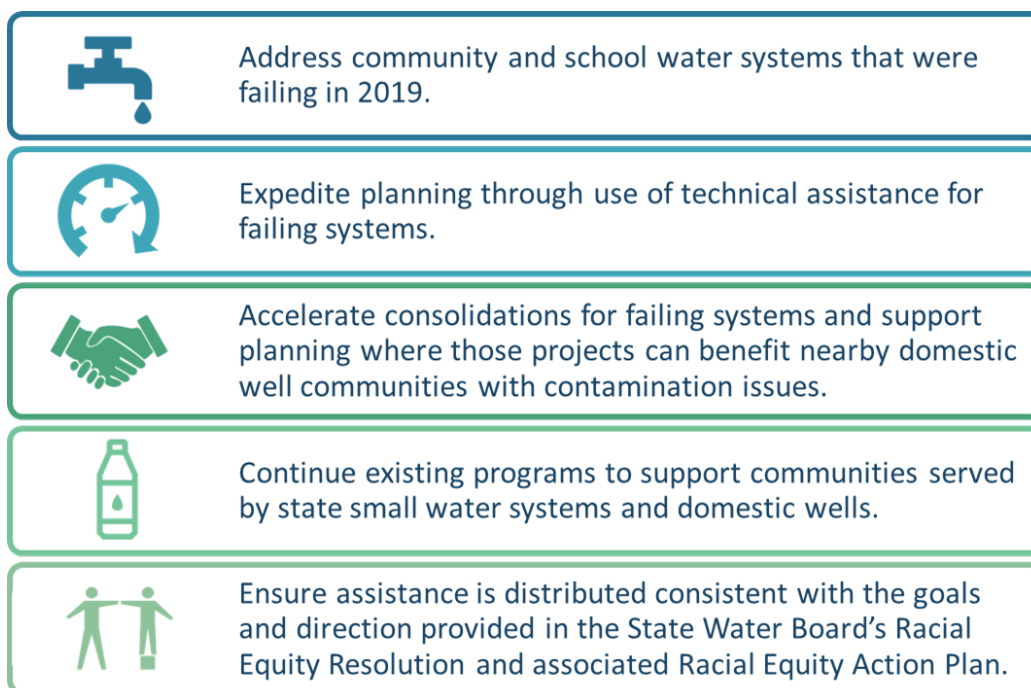 Address community and school water systems that were
failing in 2019.
Expedite planning through use of technical assistance for
failing systems.
Accelerate consolidations for failing systems and support
planning where those projects can benefit nearby domestic
well communities with contamination issues.
Continue existing programs to support communities served
by state small water systems and domestic wells.
Ensure assistance is distributed consistent with the goals
and direction provided in the State Water Board’s Racial
Equity Resolution and associated Racial Equity Action Plan.